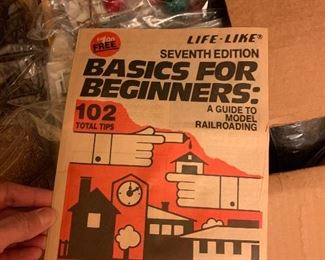 FREE
LIFE-LIKE®
SEVENTH EDITION
BASICS FOR
BEGINNERS:
A GUIDE TO
MODEL
RAILROADING
102
TOTAL TIPS